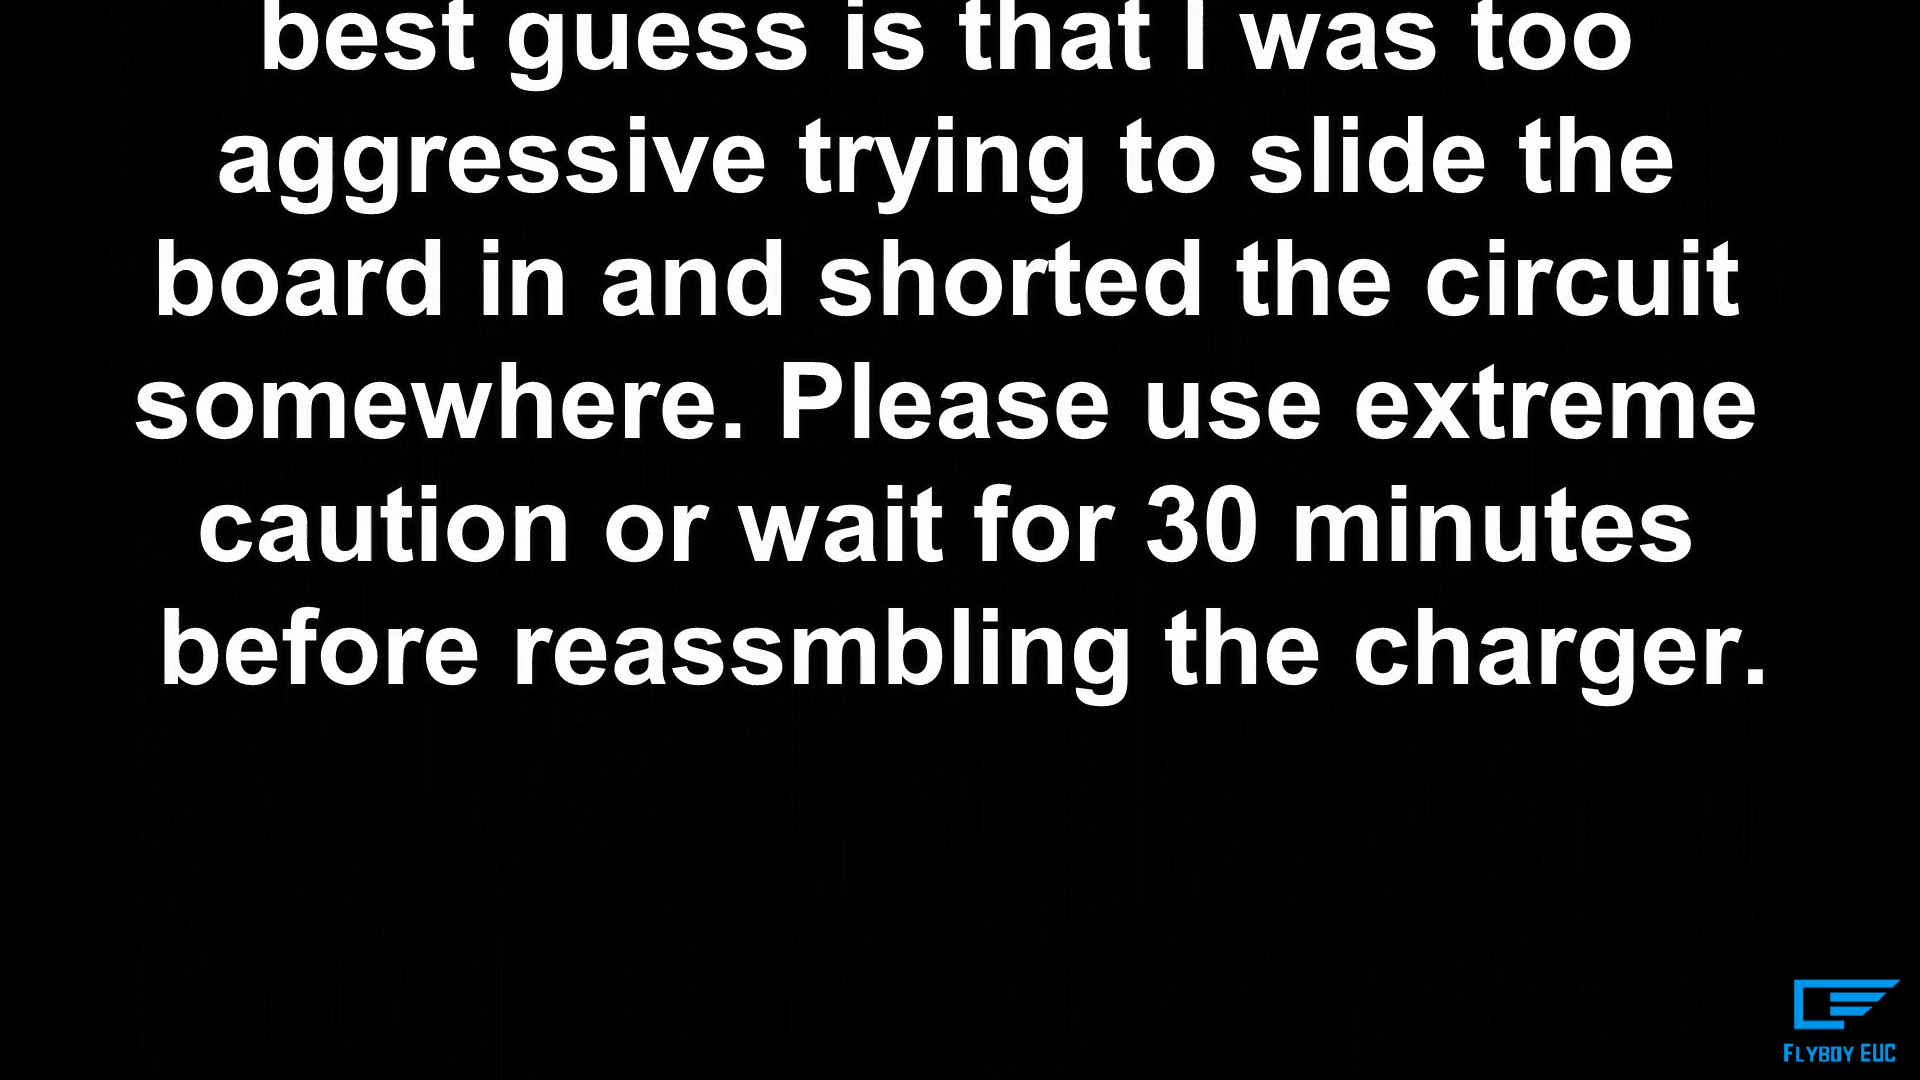 best guess is that I was too
aggressive trying to slide the
board in and shorted the circuit
somewhere. Please use extreme
caution or wait for 30 minutes
before reassmbling the charger.
FLYBOY EUC